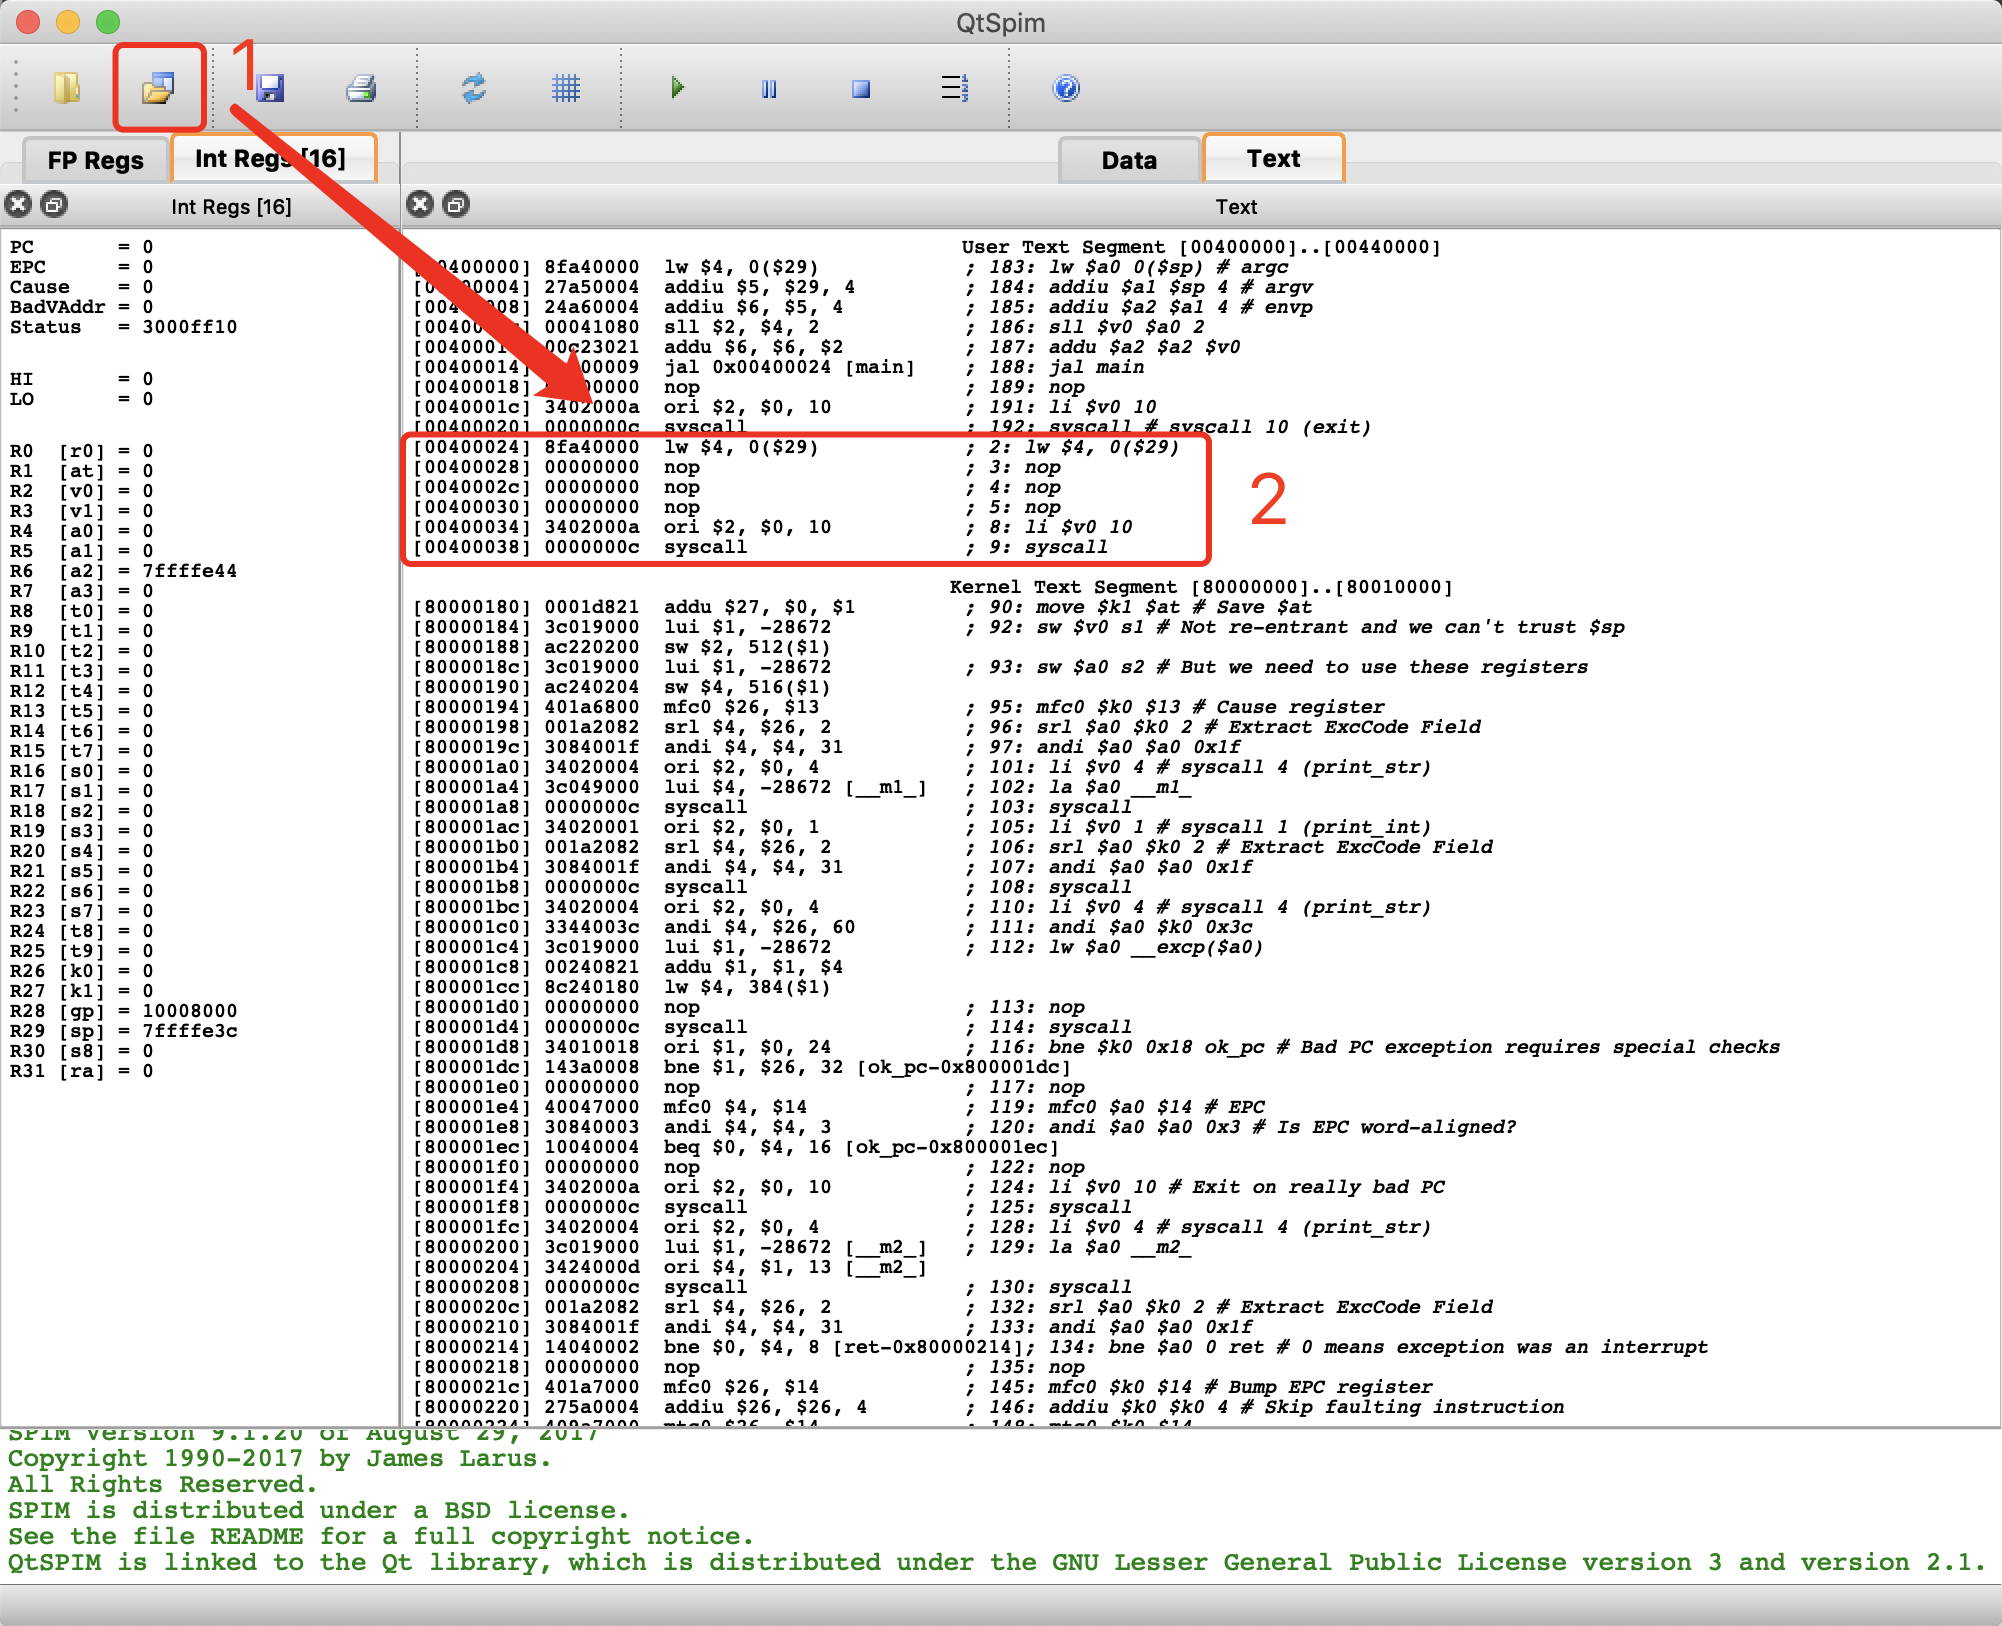 QtSpim
1
FP Regs
Int Regs [16]
Data
Text
Int Regs [16]
Text
PC = 0
EPC = 0
Cause = 0
BadVAddr = 0
Status = 3000ff10
HI = 0
LO = 0
R0 [r0] = 0
R1 [at] = 0
R2 [v0] = 0
R3 [v1] = 0
R4 [a0] = 0
R5 [a1] = 0
R6 [a2] = 7ffffe44
R7 [a3] = 0
R8 [t0] = 0
R9 [t1] = 0
R10 [t2] = 0
R11 [t3] = 0
R12 [t4] = 0
R13 [t5] = 0
R14 [t6] = 0
R15 [t7] = 0
R16 [s0] = 0
R17 [s1] = 0
R18 [s2] = 0
R19 [s3] = 0
R20 [s4] = 0
R21 [s5] = 0
R22 [s6] = 0
R23 [s7] = 0
R24 [t8] = 0
R25 [t9] = 0
R26 [k0] = 0
R27 [k1] = 0
R28 [gp] = 10008000
R29 [sp] = 7ffffe3c
R30 [s8] = 0
R31 [ra] = 0
User Text Segment [00400000]..[00440000]
8fa40000 lw $4, 0($29) ; 183: lw $a0 0($sp) # argc
27a50004 addiu $5, $29, 4 ; 184: addiu $a1 $sp 4 # argv
24a60004 addiu $6, $5, 4 ; 185: addiu $a2 $a1 4 # envp
00041080 sll $2, $4, 2 ; 186: sll $v0 $a0 2
addu $6, $6, $2 ; 187: addu $a2 $a2 $v0
[00400014] jal 0x00400024 [main] ; 188: jal main
[00400018] nop ; 189: nop
[0040001c] 3402000a ori $2, $0, 10 ; 191: li $v0 10
[00400020] 0000000c syscall ; 192: syscall # syscall 10 (exit)
[00400024] 8fa40000 lw $4, 0($29) ; 2: lw $4, 0($29)
[00400028] 00000000 nop ; 3: nop
[0040002c] 00000000 nop ; 4: nop
[00400030] 00000000 nop ; 5: nop
[00400034] 3402000a ori $2, $0, 10 ; 8: li $v0 10
[00400038] 0000000c syscall ; 9: syscall
2
Kernel Text Segment [80000000]..[80010000]
[80000180] 0001d821 addu $27, $0, $1 ; 90: move $k1 $at # Save $at
[80000184] 3c019000 lui $1, -28672 ; 92: sw $v0 s1 # Not re-entrant and we can't trust $sp
[80000188] ac220200 sw $2, 512($1)
[8000018c] 3c019000 lui $1, -28672 ; 93: sw $a0 s2 # But we need to use these registers
[80000190] ac240204 sw $4, 516($1)
[80000194] 401a6800 mfc0 $26, $13 ; 95: mfc0 $k0 $13 # Cause register
[80000198] 001a2082 srl $4, $26, 2 ; 96: srl $a0 $k0 2 # Extract ExcCode Field
[8000019c] 3084001f andi $4, $4, 31 ; 97: andi $a0 $a0 0x1f
[800001a0] 34020004 ori $2, $0, 4 ; 101: li $v0 4 # syscall 4 (print_str)
[800001a4] 3c049000 lui $4, -28672 [__m1_] ; 102: la $a0 __m1_
[800001a8] 0000000c syscall ; 103: syscall
[800001ac] 34020001 ori $2, $0, 1 ; 105: li $v0 1 # syscall 1 (print_int)
[800001b0] 001a2082 srl $4, $26, 2 ; 106: srl $a0 $k0 2 # Extract ExcCode Field
[800001b4] 3084001f andi $4, $4, 31 ; 107: andi $a0 $a0 0x1f
[800001b8] 0000000c syscall ; 108: syscall
[800001bc] 34020004 ori $2, $0, 4 ; 110: li $v0 4 # syscall 4 (print_str)
[800001c0] 3344003c andi $4, $26, 60 ; 111: andi $a0 $k0 0x3c
[800001c4] 3c019000 lui $1, -28672 ; 112: lw $a0 __excp($a0)
[800001c8] 00240821 addu $1, $1, $4
[800001cc] 8c240180 lw $4, 384($1)
[800001d0] 00000000 nop ; 113: nop
[800001d4] 0000000c syscall ; 114: syscall
[800001d8] 34010018 ori $1, $0, 24 ; 116: bne $k0 0x18 ok_pc # Bad PC exception requires special checks
[800001dc] 143a0008 bne $1, $26, 32 [ok_pc-0x800001dc]
[800001e0] 00000000 nop ; 117: nop
[800001e4] 40047000 mfc0 $4, $14 ; 119: mfc0 $a0 $14 # EPC
[800001e8] 30840003 andi $4, $4, 3 ; 120: andi $a0 $a0 0x3 # Is EPC word-aligned?
[800001ec] 10040004 beq $0, $4, 16 [ok_pc-0x800001ec]
[800001f0] 00000000 nop ; 122: nop
[800001f4] 3402000a ori $2, $0, 10 ; 124: li $v0 10 # Exit on really bad PC
[800001f8] 0000000c syscall ; 125: syscall
[800001fc] 34020004 ori $2, $0, 4 ; 128: li $v0 4 # syscall 4 (print_str)
[80000200] 3c019000 lui $1, -28672 [__m2_] ; 129: la $a0 __m2_
[80000204] 3424000d ori $4, $1, 13 [__m2_]
[80000208] 0000000c syscall ; 130: syscall
[8000020c] 001a2082 srl $4, $26, 2 ; 132: srl $a0 $k0 2 # Extract ExcCode Field
[80000210] 3084001f andi $4, $4, 31 ; 133: andi $a0 $a0 0x1f
[80000214] 14040002 bne $0, $4, 8 [ret-0x80000214]; 134: bne $a0 0 ret # 0 means exception was an interrupt
[80000218] 00000000 nop ; 135: nop
[8000021c] 401a7000 mfc0 $26, $14 ; 145: mfc0 $k0 $14 # Bump EPC register
[80000220] 275a0004 addiu $26, $26, 4 ; 146: addiu $k0 $k0 4 # Skip faulting instruction
SPIM Version 9.1.20 of August 29, 2017
Copyright 1990-2017 by James Larus.
All Rights Reserved.
SPIM is distributed under a BSD license.
See the file README for a full copyright notice.
QtSPIM is linked to the Qt library, which is distributed under the GNU Lesser General Public License version 3 and version 2.1.